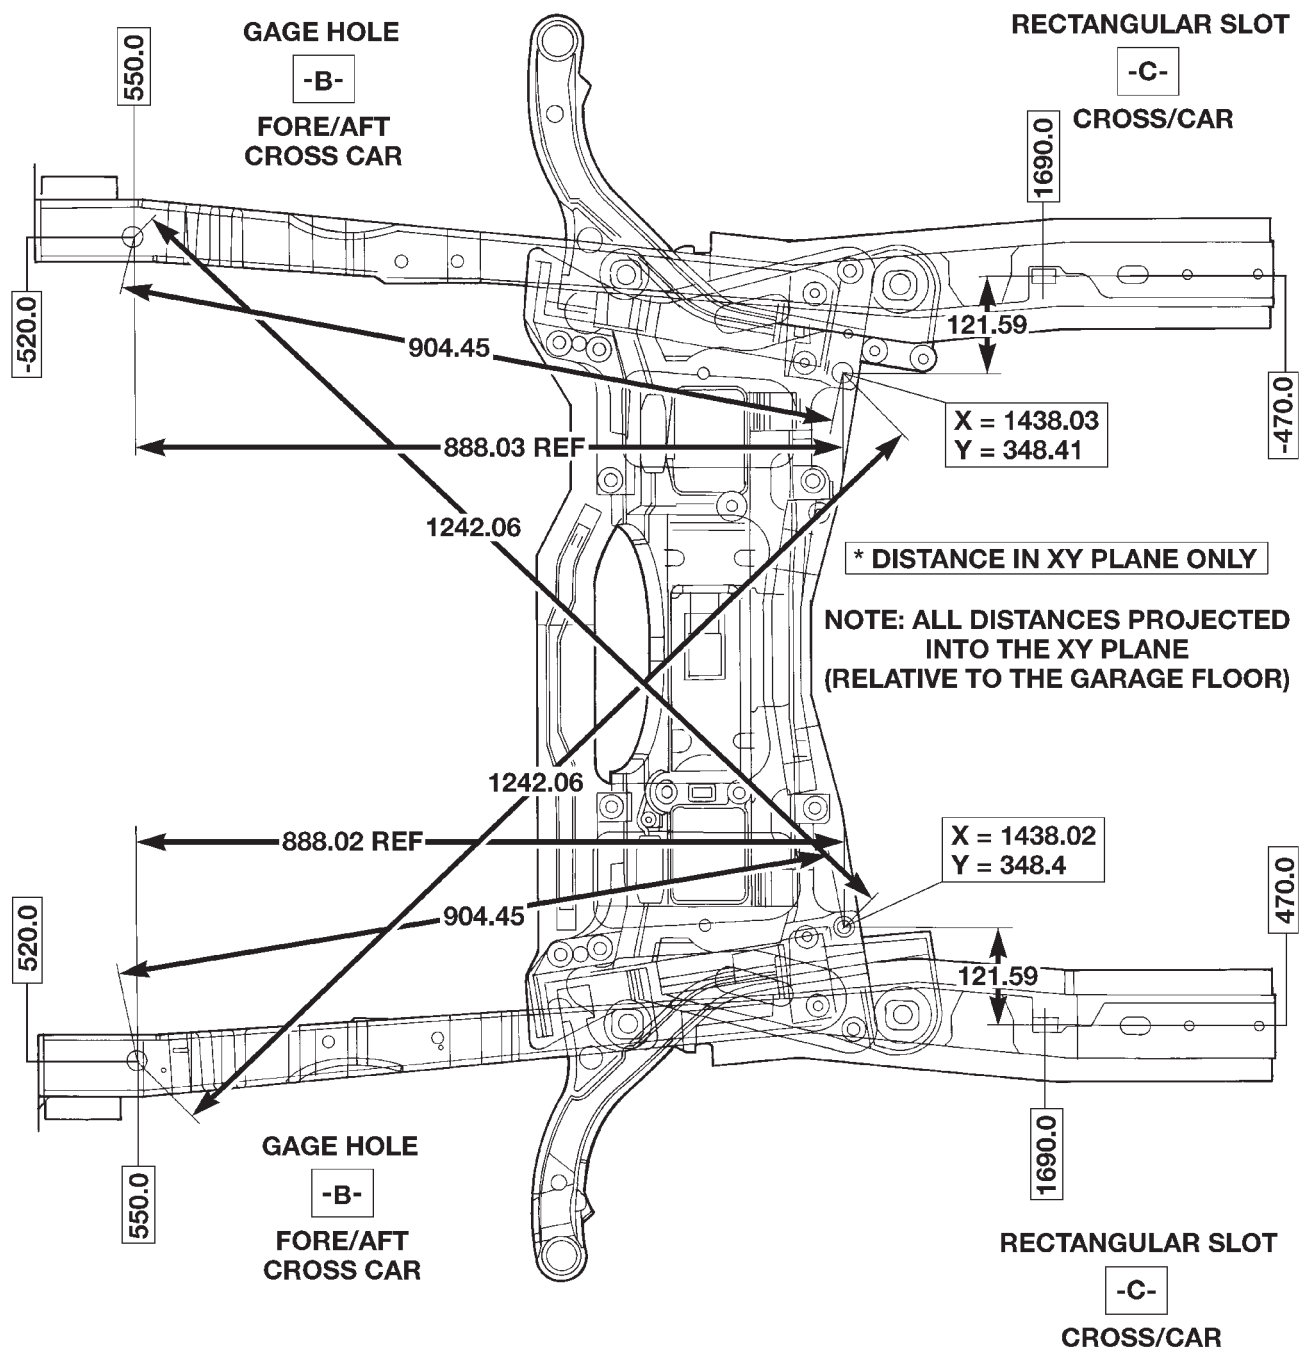 GAGE HOLE
-B-
FORE/AFT
CROSS CAR
550.0
RECTANGULAR SLOT
-C-
CROSS/CAR
1690.0
-520.0
904.45
121.59
888.03 REF
X = 1438.03
Y = 348.41
-470.0
1242.06
* DISTANCE IN XY PLANE ONLY
NOTE: ALL DISTANCES PROJECTED
INTO THE XY PLANE
(RELATIVE TO THE GARAGE FLOOR)
1242.06
888.02 REF
X = 1438.02
Y = 348.4
904.45
520.0
470.0
121.59
550.0
GAGE HOLE
-B-
FORE/AFT
CROSS CAR
1690.0
RECTANGULAR SLOT
-C-
CROSS/CAR